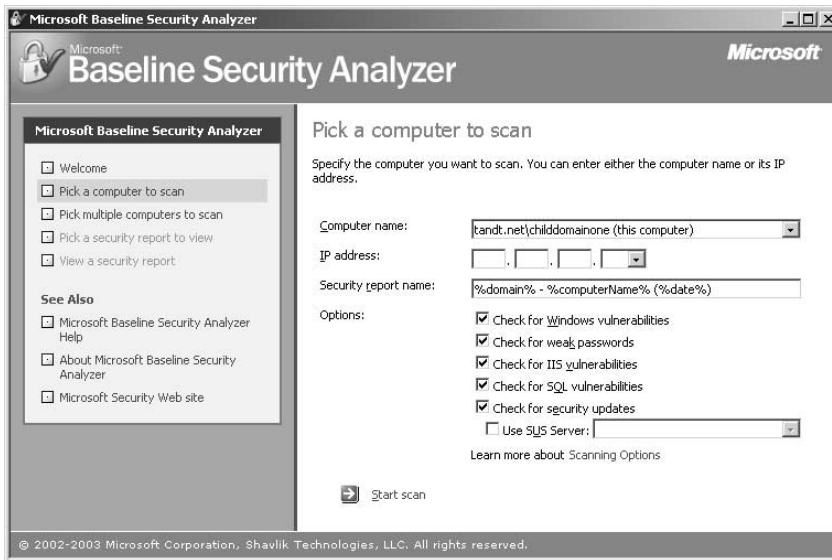 Microsoft Baseline Security Analyzer
Microsoft
Baseline Security Analyzer
Microsoft
Microsoft Baseline Security Analyzer
Welcome
Pick a computer to scan
Pick multiple computers to scan
Pick a security report to view
View a security report
See Also
Microsoft Baseline Security Analyzer
Help
About Microsoft Baseline Security
Analyzer
Microsoft Security Web site
Pick a computer to scan
Specify the computer you want to scan. You can enter either the computer name or its IP
address.
Computer name: tandt.net\childdomainone (this computer)
IP address: . . .
Security report name: %domain% - %computerName% (%date%)
Options:
Check for Windows vulnerabilities
Check for weak passwords
Check for IIS vulnerabilities
Check for SQL vulnerabilities
Check for security updates
Use SUS Server:
Learn more about Scanning Options
Start scan
© 2002-2003 Microsoft Corporation, Shavlik Technologies, LLC. All rights reserved.